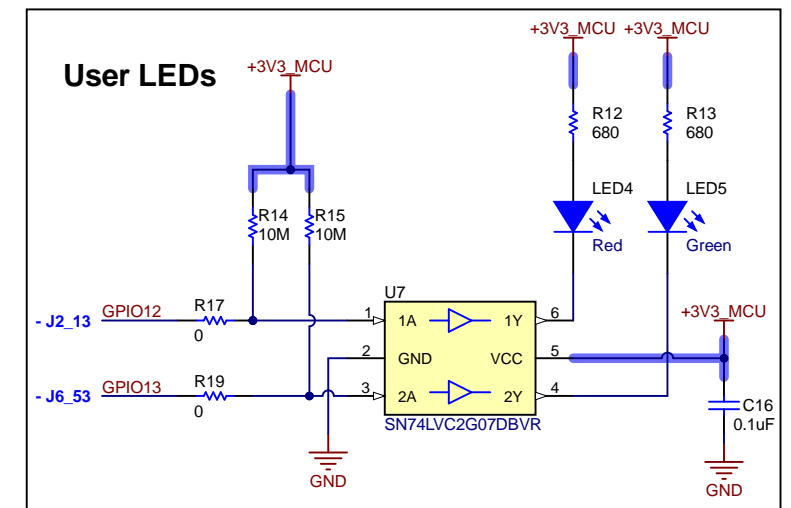 +3V3_MCU +3V3_MCU
User LEDs
+3V3_MCU
R12
680
R13
680
LED4
LED5
R14
10M
R15
10M
Red
Green
U7
- J2_13 GPIO12
R17
0
1 1A 1Y 6
+3V3_MCU
2 GND VCC 5
- J6_53 GPIO13
R19
0
3 2A 2Y 4
SN74LVC2G07DBVR
C16
0.1uF
GND
GND